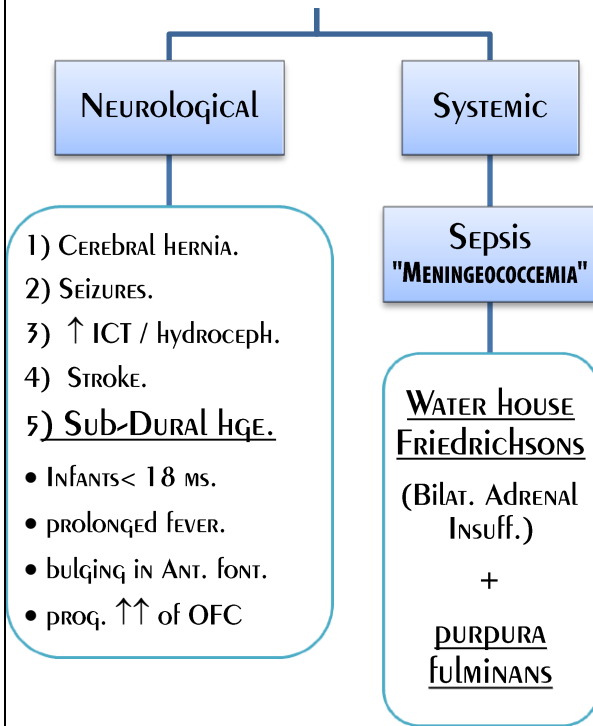 Neurological
Systemic
1) Cerebral hernia.
2) Seizures.
3) ↑ ICT / hydroceph.
4) Stroke.
5) Sub-Dural hge.
• Infants< 18 ms.
• prolonged fever.
• bulging in Ant. font.
• prog. ↑↑ of OFC
Sepsis
"Meningeococcemia"
Water house
Friedrichsons
(Bilat. Adrenal
Insuff.)
+
purpura
fulminans